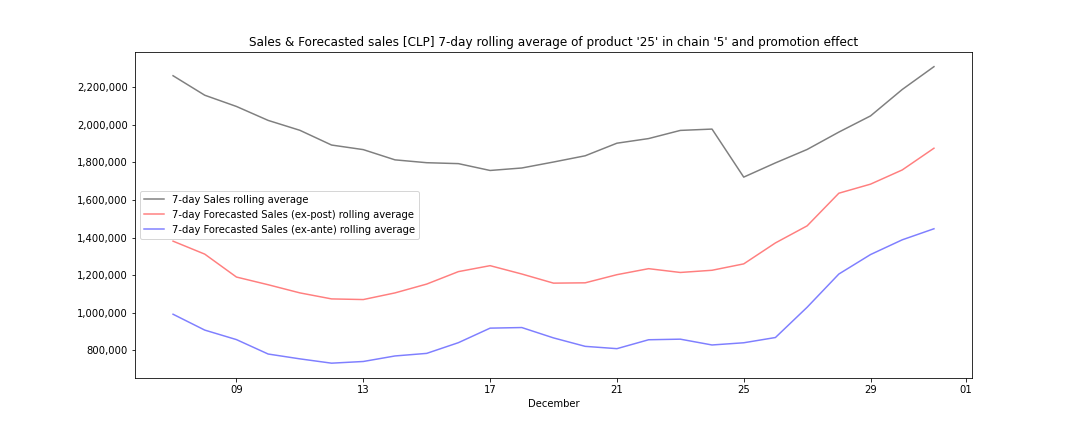 Sales & Forecasted sales [CLP] 7-day rolling average of product '25' in chain '5' and promotion effect
2,200,000
2,000,000
1,800,000
1,600,000
1,400,000
1,200,000
1,000,000
800,000
7-day Sales rolling average
7-day Forecasted Sales (ex-post) rolling average
7-day Forecasted Sales (ex-ante) rolling average
09 13 17 21 25 29 01
December